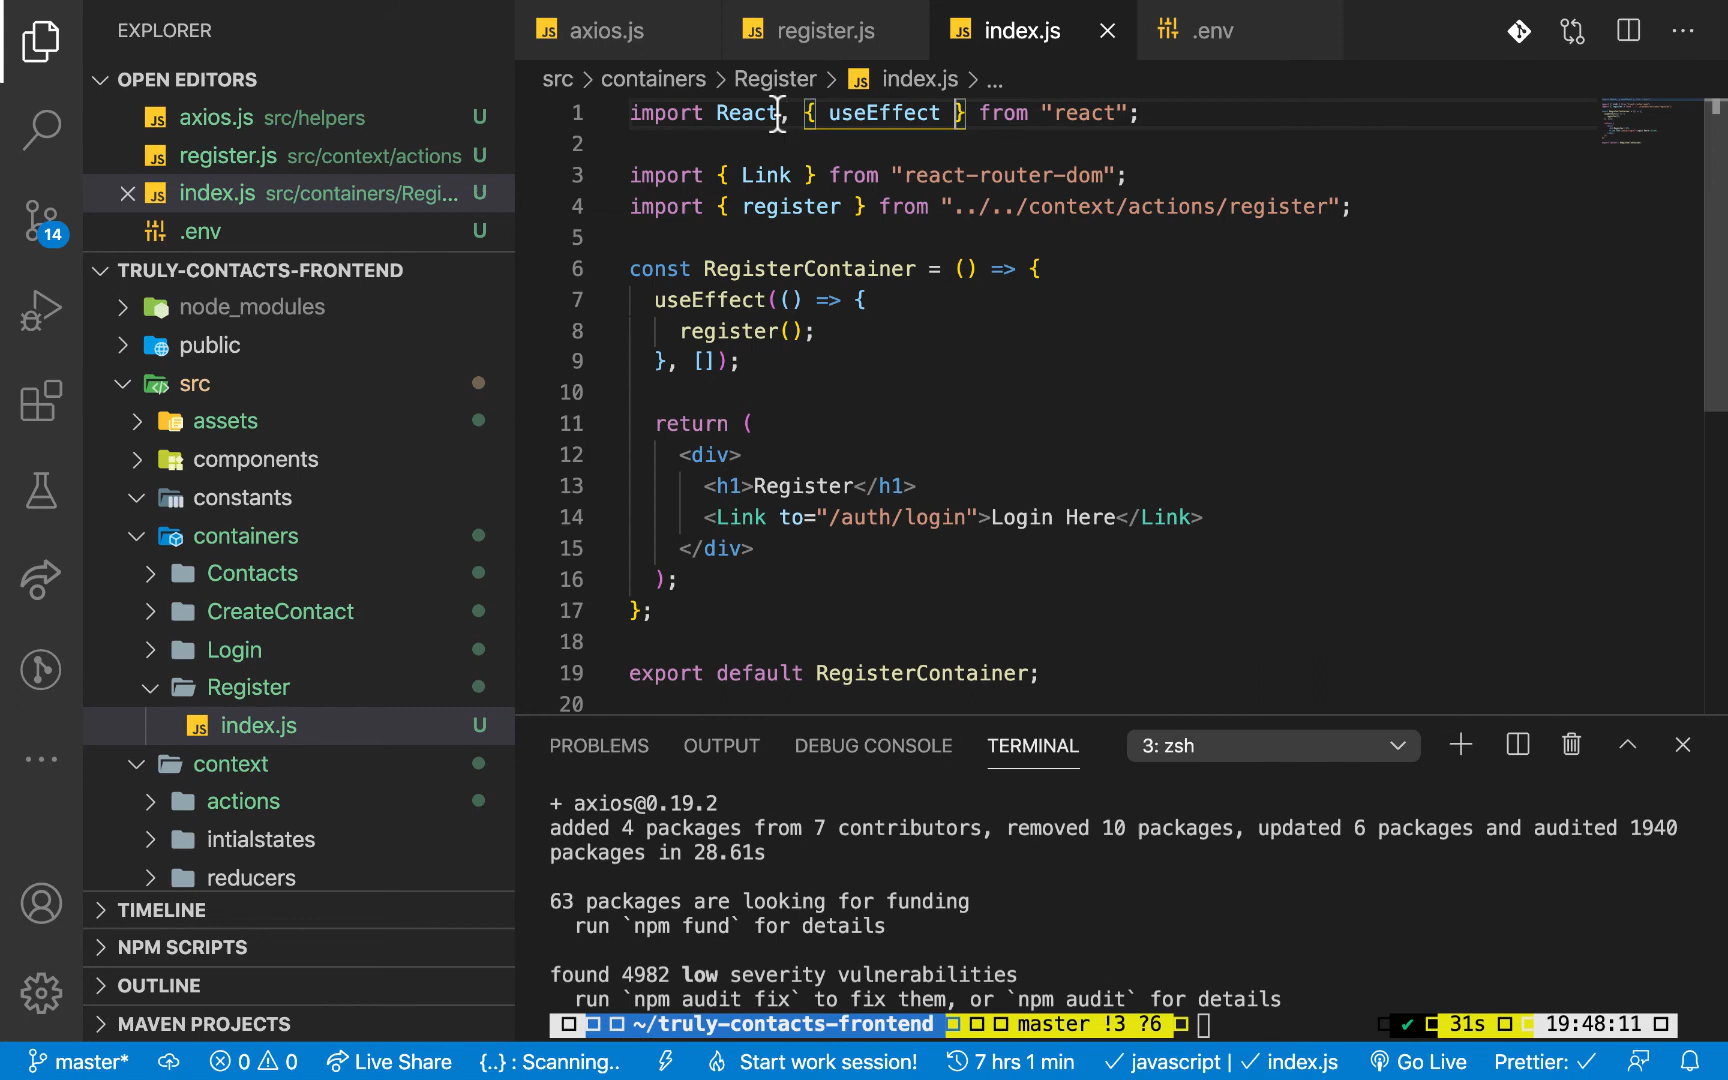 EXPLORER
OPEN EDITORS
JS axios.js src/helpers U
JS register.js src/context/actions U
JS index.js src/containers/Regi... U
.env U
TRULY-CONTACTS-FRONTEND
node_modules
public
src
assets
components
constants
containers
Contacts
CreateContact
Login
Register
JS index.js U
context
actions
intialstates
reducers
TIMELINE
NPM SCRIPTS
OUTLINE
MAVEN PROJECTS
14
JS axios.js JS register.js JS index.js .env
src > containers > Register > JS index.js > ...
1 import React, { useEffect } from "react";
2
3 import { Link } from "react-router-dom";
4 import { register } from "../../context/actions/register";
5
6 const RegisterContainer = () => {
7 useEffect(() => {
8 register();
9 }, []);
10
11 return (
12 <div>
13 <h1>Register</h1>
14 <Link to="/auth/login">Login Here</Link>
15 </div>
16 );
17 };
18
19 export default RegisterContainer;
20
PROBLEMS OUTPUT DEBUG CONSOLE TERMINAL 3: zsh
+ axios@0.19.2
added 4 packages from 7 contributors, removed 10 packages, updated 6 packages and audited 1940
packages in 28.61s
63 packages are looking for funding
run `npm fund` for details
found 4982 low severity vulnerabilities
run `npm audit fix` to fix them, or `npm audit` for details
~/truly-contacts-frontend master !3 ?6 ✔ 31s 19:48:11
master* 0 0 Live Share {..} : Scanning.. Start work session! 7 hrs 1 min ✓ javascript | ✓ index.js Go Live Prettier: ✓